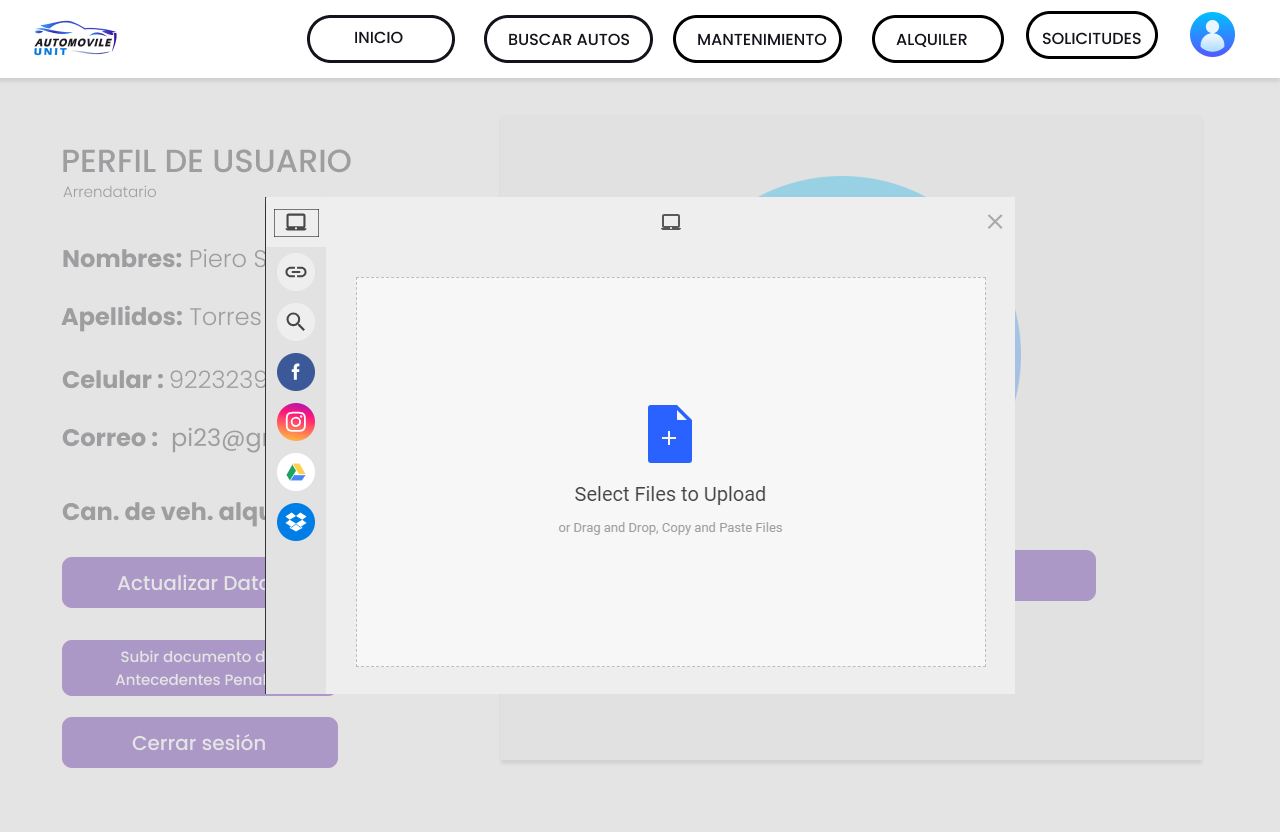 AUTOMOVILE
UNIT
INICIO
BUSCAR AUTOS
MANTENIMIENTO
ALQUILER
SOLICITUDES
PERFIL DE USUARIO
Arrendatario
Nombres: Piero S
Apellidos: Torres
Celular : 9223239
Correo : pi23@g
Can. de veh. alqu
Actualizar Dato
Subir documento d
Antecedentes Penal
Cerrar sesión
Select Files to Upload
or Drag and Drop, Copy and Paste Files